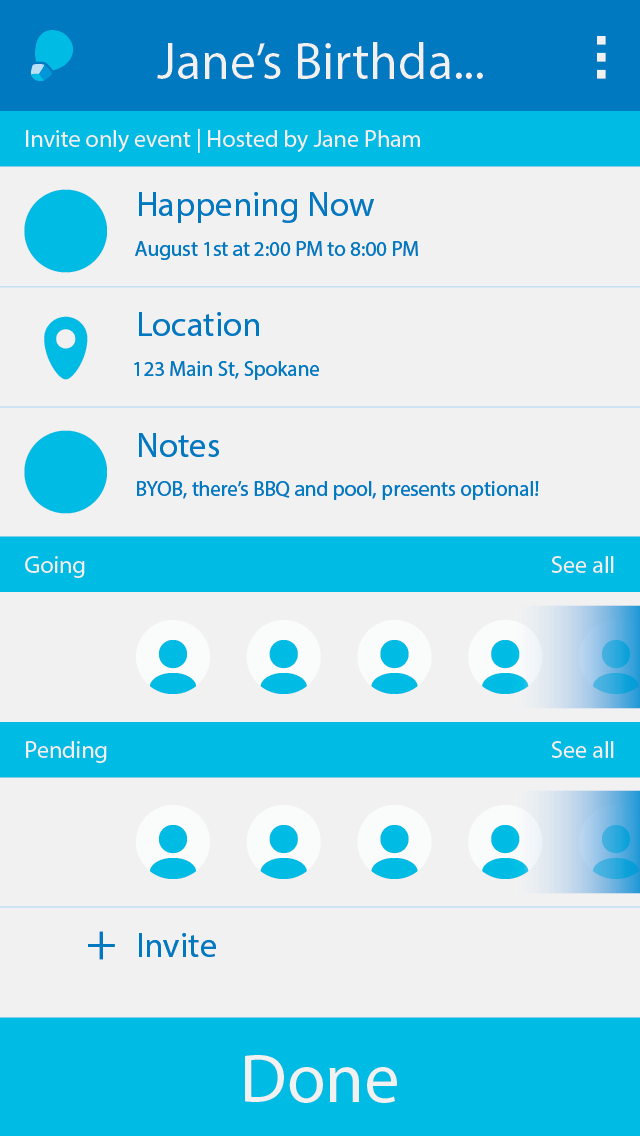 Jane’s Birthda...
Invite only event | Hosted by Jane Pham
Happening Now
August 1st at 2:00 PM to 8:00 PM
Location
123 Main St, Spokane
Notes
BYOB, there’s BBQ and pool, presents optional!
Going See all
Pending See all
+ Invite
Done